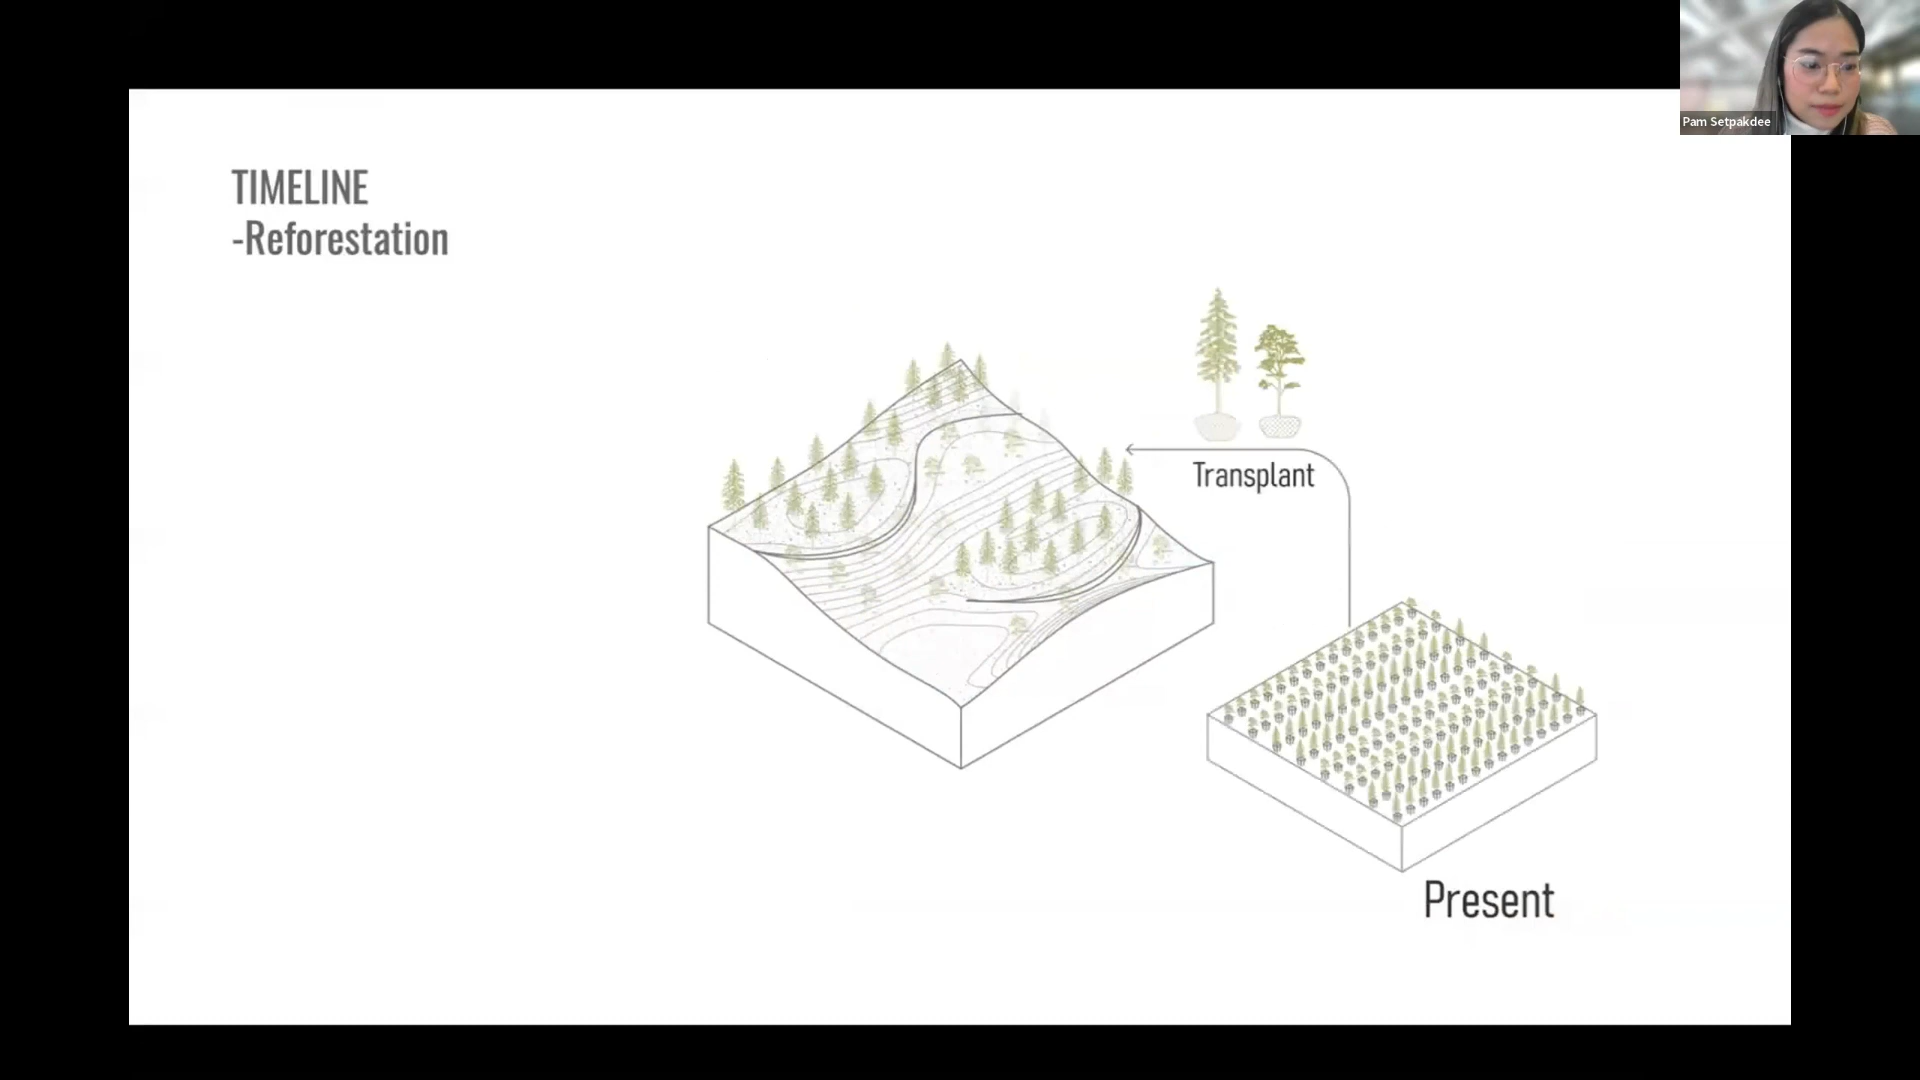 Pam Setpakdee
TIMELINE
-Reforestation
Transplant
Present